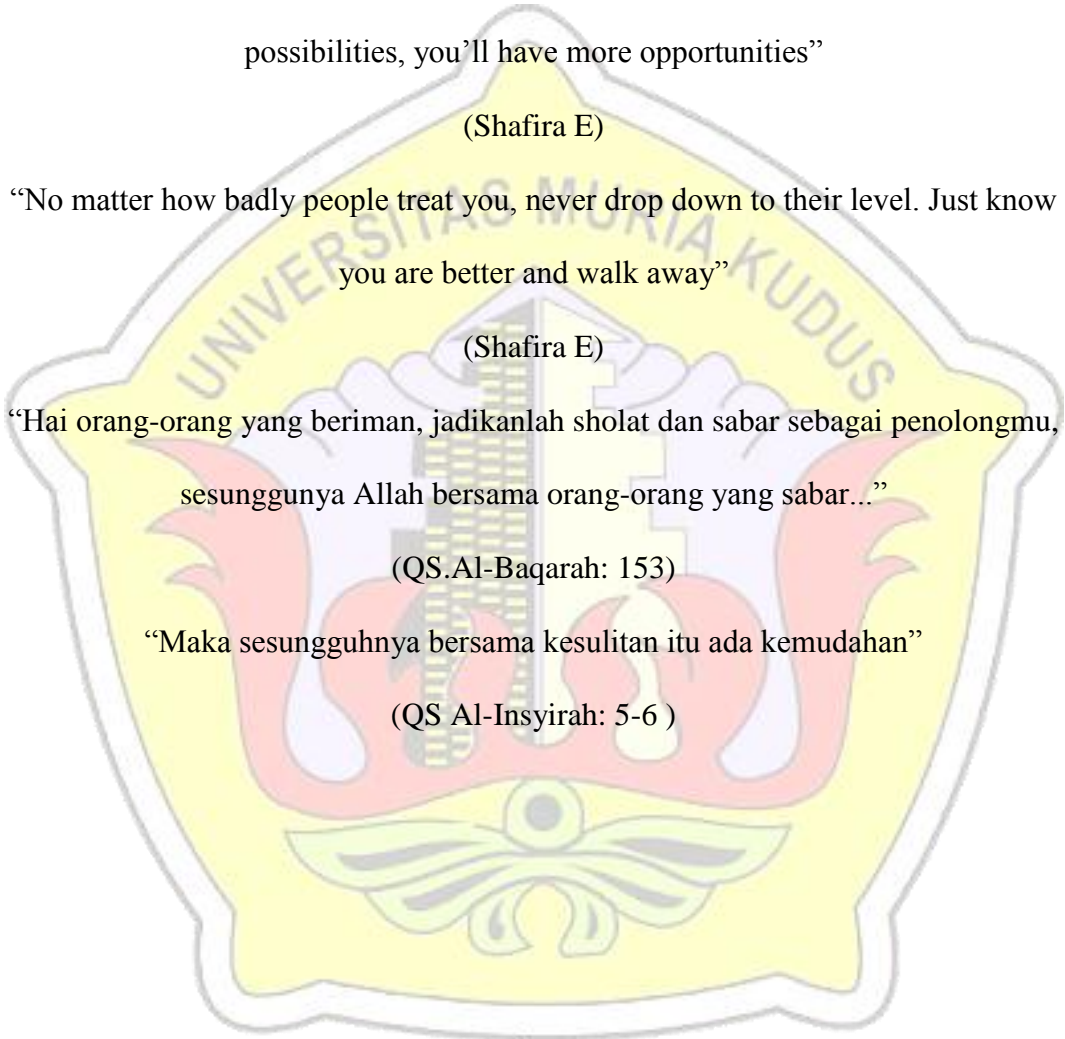 possibilities, you’ll have more opportunities”
(Shafira E)
“No matter how badly people treat you, never drop down to their level. Just know
you are better and walk away”
(Shafira E)
“Hai orang-orang yang beriman, jadikanlah sholat dan sabar sebagai penolongmu,
sesunggunya Allah bersama orang-orang yang sabar...”
(QS.Al-Baqarah: 153)
“Maka sesungguhnya bersama kesulitan itu ada kemudahan”
(QS Al-Insyirah: 5-6 )
UNIVERSITAS MURIA KUDUS